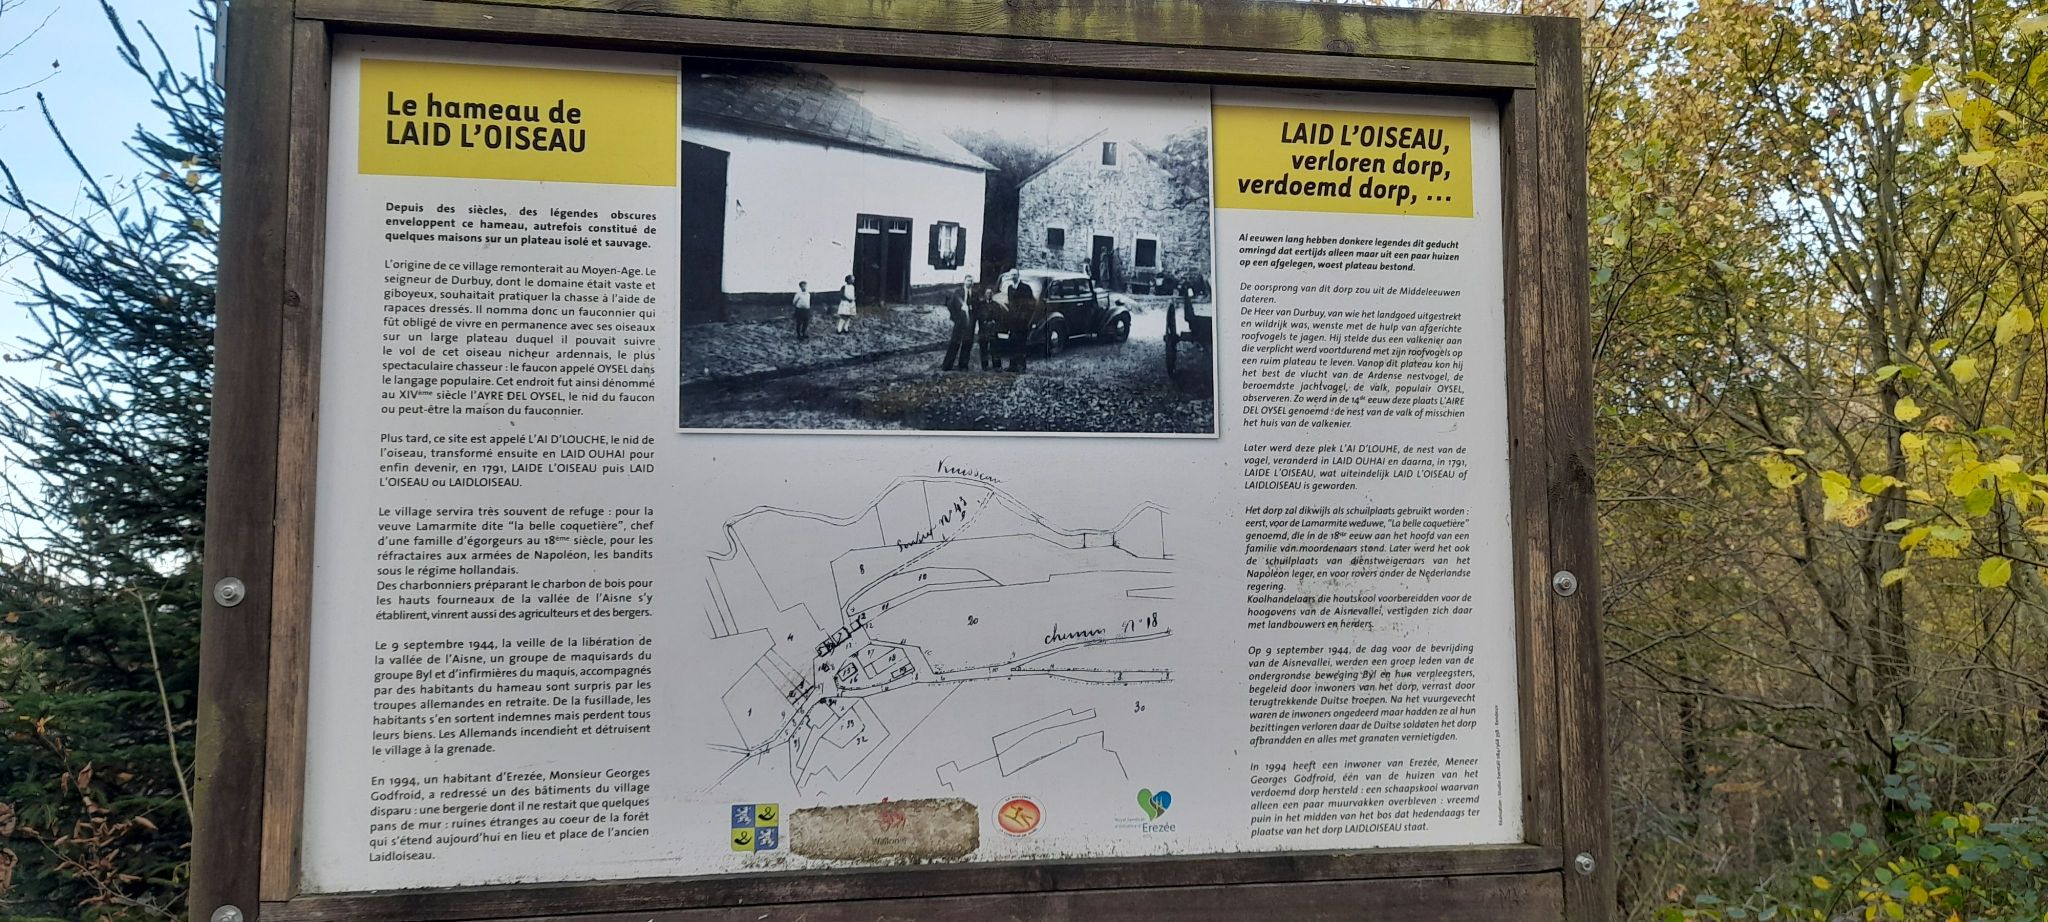 Le hameau de
LAID L'OISEAU
Depuis des siècles, des légendes obscures
enveloppent ce hameau, autrefois constitué de
quelques maisons sur un plateau isolé et sauvage.
L'origine de ce village remonterait au Moyen-Age. Le
seigneur de Durbuy, dont le domaine était vaste et
giboyeux, souhaitait pratiquer la chasse à l'aide de
rapaces dressés. Il nomma donc un fauconnier qui
fût obligé de vivre en permanence avec ses oiseaux
sur un large plateau duquel il pouvait suivre
le vol de cet oiseau nicheur ardennais, le plus
spectaculaire chasseur : le faucon appelé OYSEL dans
le langage populaire. Cet endroit fut ainsi dénommé
au XIVème siècle l'AYRE DEL OYSEL, le nid du faucon
ou peut-être la maison du fauconnier.
Plus tard, ce site est appelé L'AI D'LOUCHE, le nid de
l'oiseau, transformé ensuite en LAID OUHAI pour
enfin devenir, en 1791, LAIDE L'OISEAU puis LAID
L'OISEAU ou LAIDLOISEAU.
Le village servira très souvent de refuge : pour la
veuve Lamarmite dite "la belle coquetière", chef
d'une famille d'égorgeurs au 18ème siècle, pour les
réfractaires aux armées de Napoléon, les bandits
sous le régime hollandais.
Des charbonniers préparant le charbon de bois pour
les hauts fourneaux de la vallée de l'Aisne s'y
établirent, vinrent aussi des agriculteurs et des bergers.
Le 9 septembre 1944, la veille de la libération de
la vallée de l'Aisne, un groupe de maquisards du
groupe Byl et d'infirmières du maquis, accompagnés
par des habitants du hameau sont surpris par les
troupes allemandes en retraite. De la fusillade, les
habitants s'en sortent indemnes mais perdent tous
leurs biens. Les Allemands incendient et détruisent
le village à la grenade.
En 1994, un habitant d'Erezée, Monsieur Georges
Godfroid, a redressé un des bâtiments du village
disparu : une bergerie dont il ne restait que quelques
pans de mur : ruines étranges au coeur de la forêt
qui s'étend aujourd'hui en lieu et place de l'ancien
Laidloiseau.
Ruisseau
Sentier N° 43
8
10
4
20
chemin N° 18
1
30
33
32
Wallonie
Erezée
LAID L'OISEAU,
verloren dorp,
verdoemd dorp, ...
Al eeuwen lang hebben donkere legendes dit geducht
omringd dat eertijds alleen maar uit een paar huizen
op een afgelegen, woest plateau bestond.
De oorsprong van dit dorp zou uit de Middeleeuwen
dateren.
De Heer van Durbuy, van wie het landgoed uitgestrekt
en wildrijk was, wenste met de hulp van afgerichte
roofvogels te jagen. Hij stelde dus een valkenier aan
die verplicht werd voortdurend met zijn roofvogels op
een ruim plateau te leven. Vanop dit plateau kon hij
het best de vlucht van de Ardense nestvogel, de
beroemdste jachtvogel, de valk, populair OYSEL,
observeren. Zo werd in de 14de eeuw deze plaats L'AIRE
DEL OYSEL genoemd : de nest van de valk of misschien
het huis van de valkenier.
Later werd deze plek L'AI D'LOUHE, de nest van de
vogel, veranderd in LAID OUHAI en daarna, in 1791,
LAIDE L'OISEAU, wat uiteindelijk LAID L'OISEAU of
LAIDLOISEAU is geworden.
Het dorp zal dikwijls als schuilplaats gebruikt worden :
eerst, voor de Lamarmite weduwe, "La belle coquetière"
genoemd, die in de 18de eeuw aan het hoofd van een
familie van moordenaars stond. Later werd het ook
de schuilplaats van dienstweigeraars van het
Napoleon leger, en voor rovers onder de Nederlandse
regering.
Koolhandelaars die houtskool voorbereidden voor de
hoogovens van de Aisnevallei, vestigden zich daar
met landbouwers en herders.
Op 9 september 1944, de dag voor de bevrijding
van de Aisnevallei, werden een groep leden van de
ondergrondse beweging Byl en hun verpleegsters,
begeleid door inwoners van het dorp, verrast door
terugtrekkende Duitse troepen. Na het vuurgevecht
waren de inwoners ongedeerd maar hadden ze al hun
bezittingen verloren daar de Duitse soldaten het dorp
afbrandden en alles met granaten vernietigden.
In 1994 heeft een inwoner van Erezée, Meneer
Georges Godfroid, één van de huizen van het
verdoemd dorp hersteld : een schaapskooi waarvan
alleen een paar muurvakken overbleven : vreemd
puin in het midden van het bos dat hedendaags ter
plaatse van het dorp LAIDLOISEAU staat.